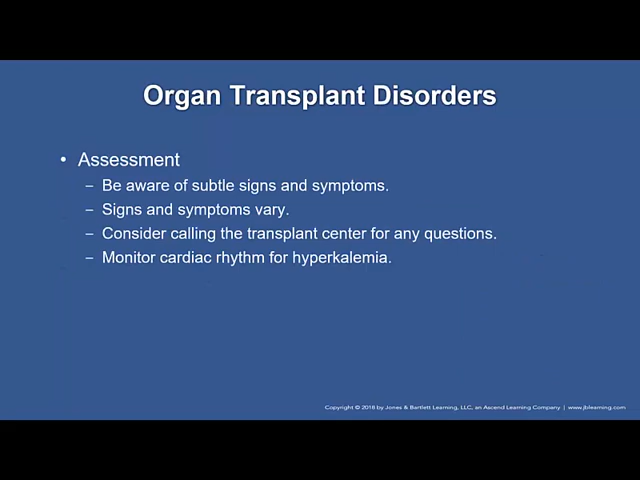 Organ Transplant Disorders
• Assessment
– Be aware of subtle signs and symptoms.
– Signs and symptoms vary.
– Consider calling the transplant center for any questions.
– Monitor cardiac rhythm for hyperkalemia.
Copyright © 2018 by Jones & Bartlett Learning, LLC, an Ascend Learning Company | www.jblearning.com